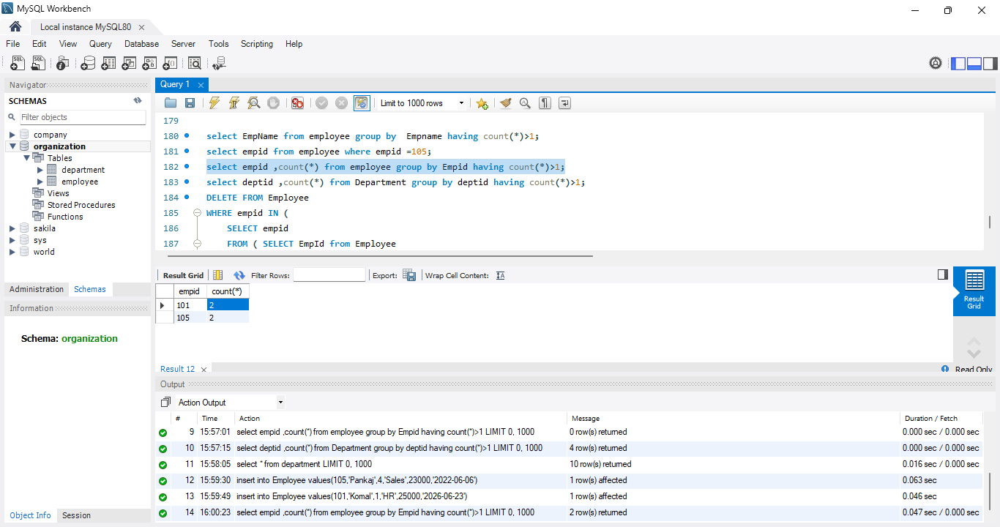 MySQL Workbench
Local instance MySQL80
File Edit View Query Database Server Tools Scripting Help
Navigator
SCHEMAS
Filter objects
company
organization
Tables
department
employee
Views
Stored Procedures
Functions
sakila
sys
world
Administration Schemas
Information
Schema: organization
Object Info Session
Query 1
Limit to 1000 rows
179
180 select EmpName from employee group by Empname having count(*)>1;
181 select empid from employee where empid =105;
182 select empid ,count(*) from employee group by Empid having count(*)>1;
183 select deptid ,count(*) from Department group by deptid having count(*)>1;
184 DELETE FROM Employee
185 WHERE empid IN (
186 SELECT empid
187 FROM ( SELECT EmpId from Employee
Result Grid Filter Rows: Export: Wrap Cell Content:
empid count(*)
101 2
105 2
Result Grid
Result 12
Read Only
Output
Action Output
# Time Action Message Duration / Fetch
9 15:57:01 select empid ,count(*) from employee group by Empid having count(*)>1 LIMIT 0, 1000 0 row(s) returned 0.000 sec / 0.000 sec
10 15:57:15 select deptid ,count(*) from Department group by deptid having count(*)>1 LIMIT 0, 1000 4 row(s) returned 0.000 sec / 0.000 sec
11 15:58:05 select * from department LIMIT 0, 1000 10 row(s) returned 0.016 sec / 0.000 sec
12 15:59:30 insert into Employee values(105,'Pankaj',4,'Sales',23000,'2022-06-06') 1 row(s) affected 0.063 sec
13 15:59:49 insert into Employee values(101,'Komal',1,'HR',25000,'2026-06-23') 1 row(s) affected 0.046 sec
14 16:00:23 select empid ,count(*) from employee group by Empid having count(*)>1 LIMIT 0, 1000 2 row(s) returned 0.047 sec / 0.000 sec